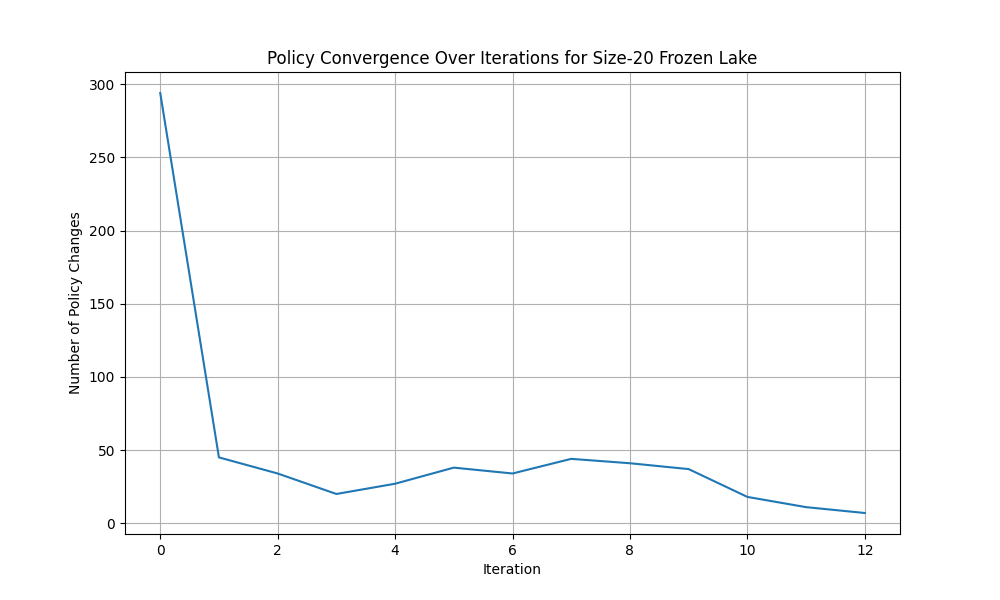 Policy Convergence Over Iterations for Size-20 Frozen Lake
300
250
200
150
100
50
0
Number of Policy Changes
0 2 4 6 8 10 12
Iteration